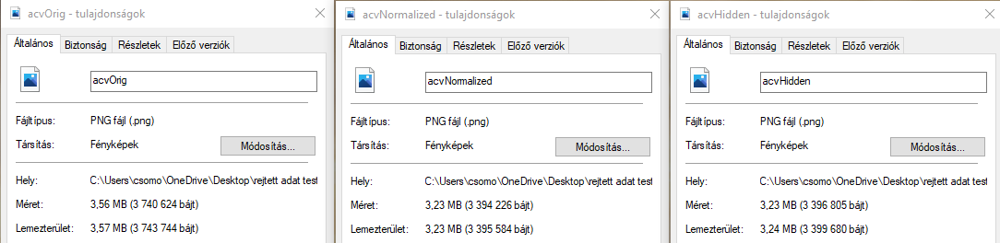 acvOrig - tulajdonságok
Általános Biztonság Részletek Előző verziók
acvOrig
Fájltípus: PNG fájl (.png)
Társítás: Fényképek Módosítás...
Hely: C:\Users\csomo\OneDrive\Desktop\rejtett adat test
Méret: 3,56 MB (3 740 624 bájt)
Lemezterület: 3,57 MB (3 743 744 bájt)
acvNormalized - tulajdonságok
Általános Biztonság Részletek Előző verziók
acvNormalized
Fájltípus: PNG fájl (.png)
Társítás: Fényképek Módosítás...
Hely: C:\Users\csomo\OneDrive\Desktop\rejtett adat test
Méret: 3,23 MB (3 394 226 bájt)
Lemezterület: 3,23 MB (3 395 584 bájt)
acvHidden - tulajdonságok
Általános Biztonság Részletek Előző verziók
acvHidden
Fájltípus: PNG fájl (.png)
Társítás: Fényképek Módosítás...
Hely: C:\Users\csomo\OneDrive\Desktop\rejtett adat test
Méret: 3,23 MB (3 396 805 bájt)
Lemezterület: 3,24 MB (3 399 680 bájt)